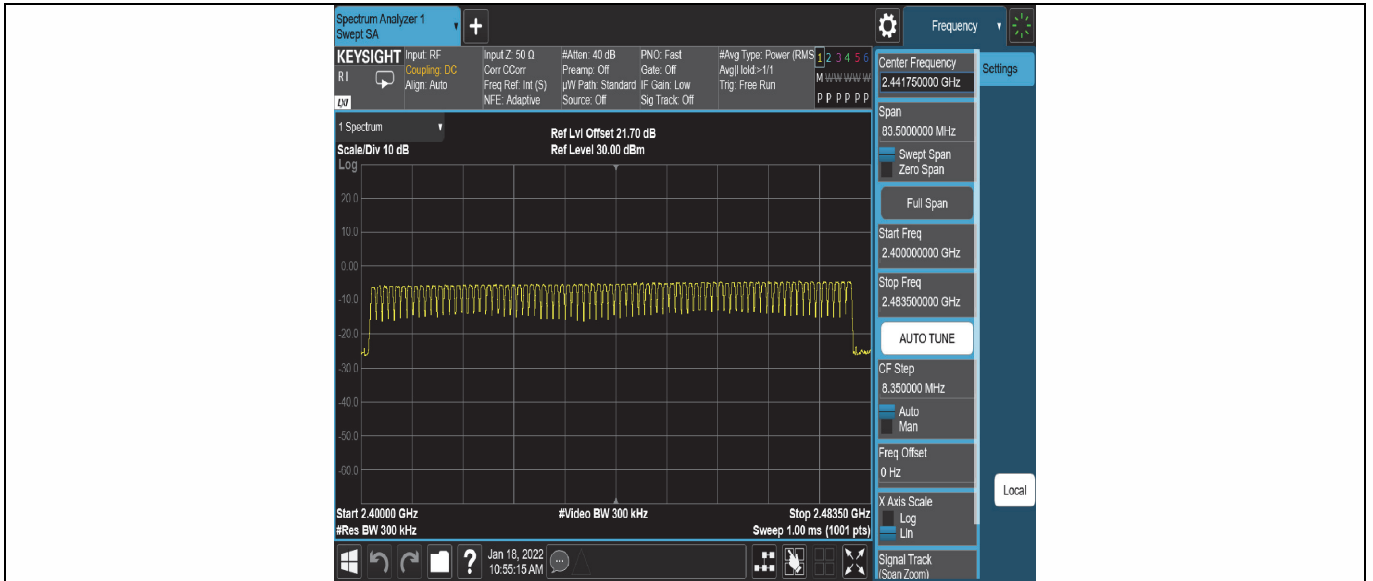 Spectrum Analyzer 1
Swept SA
Frequency
KEYSIGHT
R I
LXI
Input: RF
Coupling: DC
Align: Auto
Input Z: 50 Ω
Corr CCorr
Freq Ref: Int (S)
NFE: Adaptive
#Atten: 40 dB
Preamp: Off
µW Path: Standard
Source: Off
PNO: Fast
Gate: Off
IF Gain: Low
Sig Track: Off
#Avg Type: Power (RMS
Avg|Hold:>1/1
Trig: Free Run
1 2 3 4 5 6
M W W W W W
P P P P P P
1 Spectrum
Scale/Div 10 dB
Log
Ref Lvl Offset 21.70 dB
Ref Level 30.00 dBm
20.0
10.0
0.00
-10.0
-20.0
-30.0
-40.0
-50.0
-60.0
Start 2.40000 GHz
#Res BW 300 kHz
#Video BW 300 kHz
Stop 2.48350 GHz
Sweep 1.00 ms (1001 pts)
?
Jan 18, 2022
10:55:15 AM
Center Frequency
2.441750000 GHz
Settings
Span
83.5000000 MHz
Swept Span
Zero Span
Full Span
Start Freq
2.400000000 GHz
Stop Freq
2.483500000 GHz
AUTO TUNE
CF Step
8.350000 MHz
Auto
Man
Freq Offset
0 Hz
X Axis Scale
Log
Lin
Local
Signal Track
(Span Zoom)